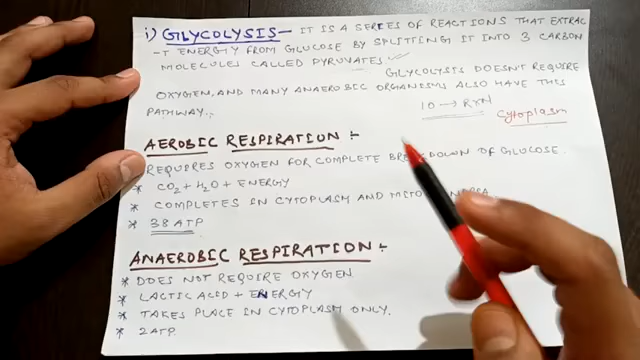 i) GLYCOLYSIS — IT IS A SERIES OF REACTIONS THAT EXTRAC
-T ENERGY FROM GLUCOSE BY SPLITTING IT INTO 3 CARBON
MOLECULES CALLED PYRUVATES
GLYCOLYSIS DOESN'T REQUIRE
OXYGEN, AND MANY ANAEROBIC ORGANISMS ALSO HAVE THIS
PATHWAY.
10 → RXN
Cytoplasm
AEROBIC RESPIRATION :-
REQUIRES OXYGEN FOR COMPLETE BREAKDOWN OF GLUCOSE.
* CO2 + H2O + ENERGY
* COMPLETES IN CYTOPLASM AND
* 38 ATP
ANAEROBIC RESPIRATION :-
* DOES NOT REQUIRE OXYGEN
* LACTIC ACID + ENERGY
* TAKES PLACE IN CYTOPLASM ONLY.
* 2 ATP.